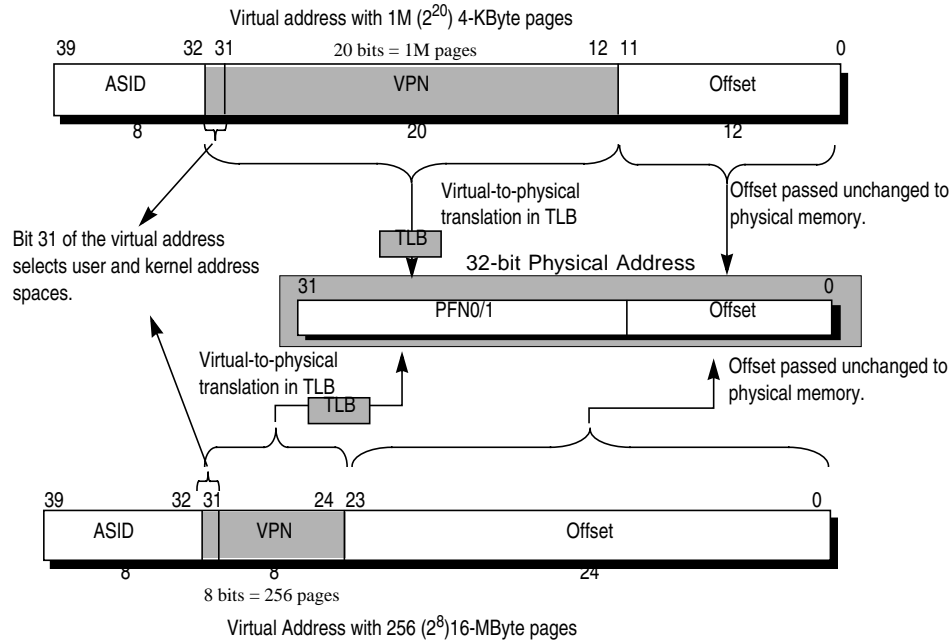 Virtual address with 1M (2²⁰) 4-KByte pages
39 32 31 20 bits = 1M pages 12 11 0
ASID VPN Offset
8 20 12
Virtual-to-physical
translation in TLB
Offset passed unchanged to
physical memory.
TLB
Bit 31 of the virtual address
selects user and kernel address
spaces.
32-bit Physical Address
31 0
PFN0/1 Offset
Virtual-to-physical
translation in TLB
TLB
Offset passed unchanged to
physical memory.
39 32 31 24 23 0
ASID VPN Offset
8 8 24
8 bits = 256 pages
Virtual Address with 256 (2⁸)16-MByte pages